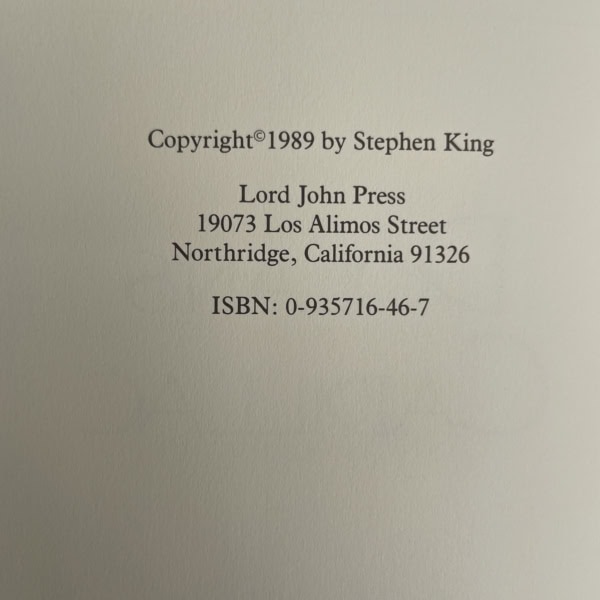 Copyright©1989 by Stephen King
Lord John Press
19073 Los Alimos Street
Northridge, California 91326
ISBN: 0-935716-46-7